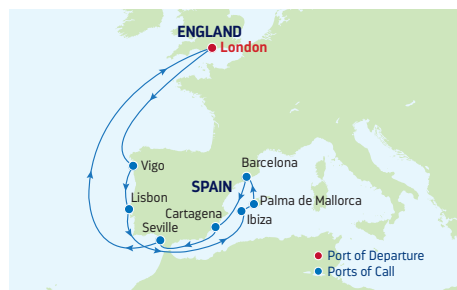 ENGLAND
London
Vigo
Barcelona
SPAIN
Lisbon
Palma de Mallorca
Cartagena
Ibiza
Seville
Port of Departure
Ports of Call